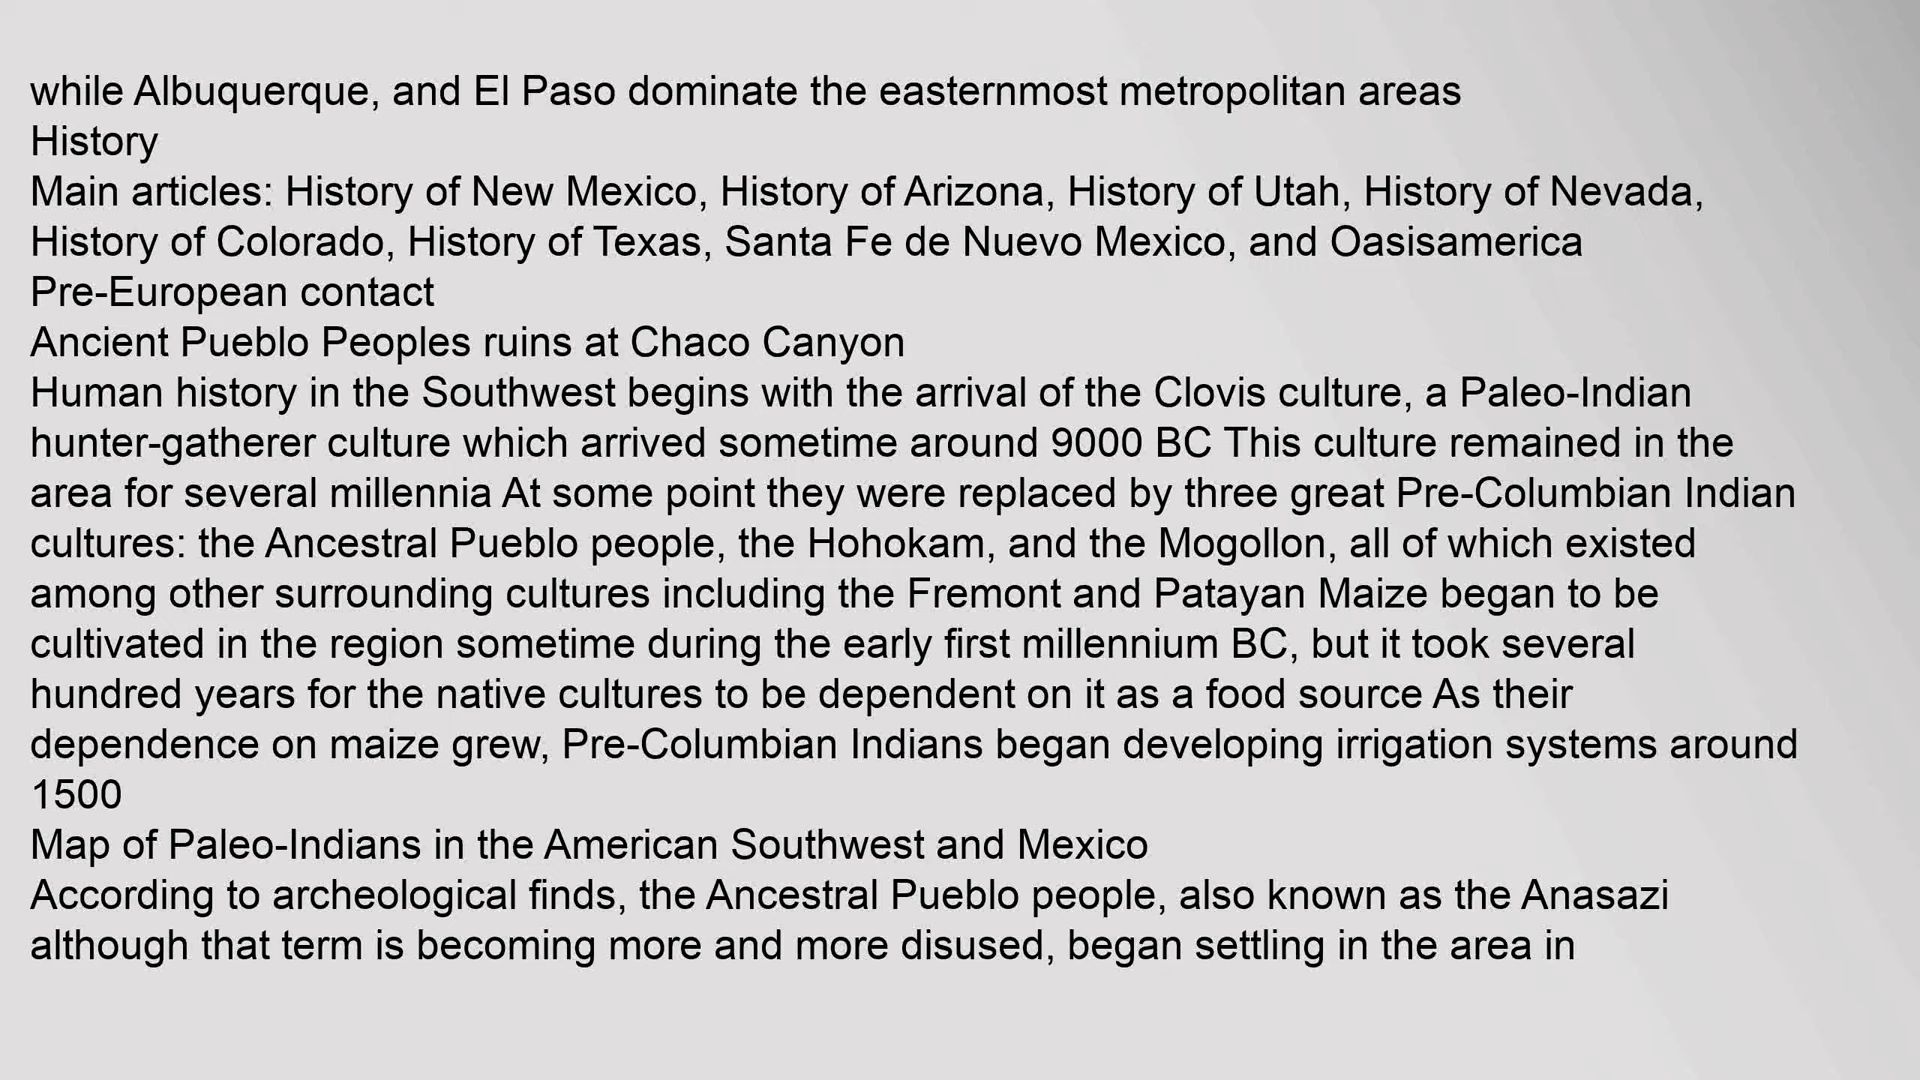 while Albuquerque, and El Paso dominate the easternmost metropolitan areas
History
Main articles: History of New Mexico, History of Arizona, History of Utah, History of Nevada,
History of Colorado, History of Texas, Santa Fe de Nuevo Mexico, and Oasisamerica
Pre-European contact
Ancient Pueblo Peoples ruins at Chaco Canyon
Human history in the Southwest begins with the arrival of the Clovis culture, a Paleo-Indian
hunter-gatherer culture which arrived sometime around 9000 BC This culture remained in the
area for several millennia At some point they were replaced by three great Pre-Columbian Indian
cultures: the Ancestral Pueblo people, the Hohokam, and the Mogollon, all of which existed
among other surrounding cultures including the Fremont and Patayan Maize began to be
cultivated in the region sometime during the early first millennium BC, but it took several
hundred years for the native cultures to be dependent on it as a food source As their
dependence on maize grew, Pre-Columbian Indians began developing irrigation systems around
1500
Map of Paleo-Indians in the American Southwest and Mexico
According to archeological finds, the Ancestral Pueblo people, also known as the Anasazi
although that term is becoming more and more disused, began settling in the area in